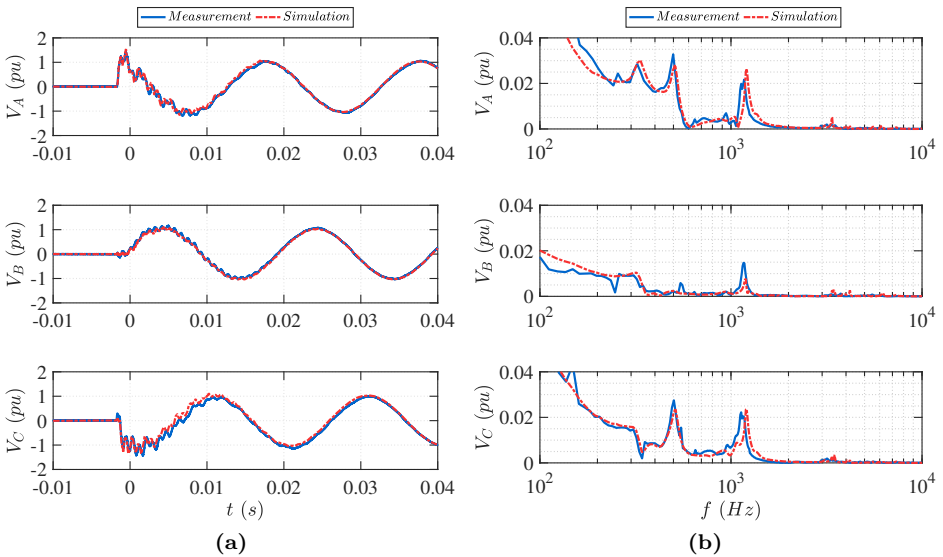 Measurement Simulation
Measurement Simulation
2
1
0
-1
-2
V_A (pu)
-0.01 0 0.01 0.02 0.03 0.04
0.04
0.02
0
V_A (pu)
10^2 10^3 10^4
2
1
0
-1
-2
V_B (pu)
-0.01 0 0.01 0.02 0.03 0.04
0.04
0.02
0
V_B (pu)
10^2 10^3 10^4
2
1
0
-1
-2
V_C (pu)
-0.01 0 0.01 0.02 0.03 0.04
t (s)
0.04
0.02
0
V_C (pu)
10^2 10^3 10^4
f (Hz)
(a)
(b)